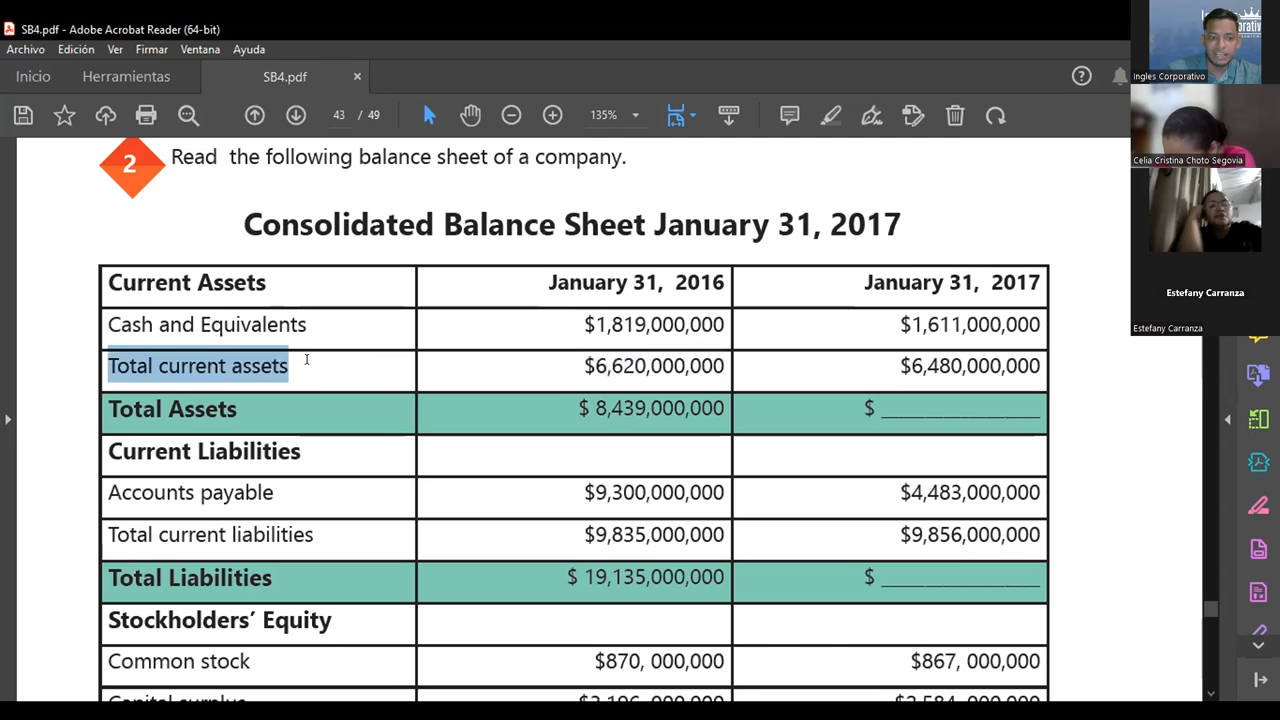 SB4.pdf - Adobe Acrobat Reader (64-bit)
Archivo Edición Ver Firmar Ventana Ayuda
Inicio Herramientas SB4.pdf ×
43 / 49 135%
2 Read the following balance sheet of a company.
Consolidated Balance Sheet January 31, 2017
Current Assets January 31, 2016 January 31, 2017
Cash and Equivalents $1,819,000,000 $1,611,000,000
Total current assets $6,620,000,000 $6,480,000,000
Total Assets $ 8,439,000,000 $ ________________
Current Liabilities
Accounts payable $9,300,000,000 $4,483,000,000
Total current liabilities $9,835,000,000 $9,856,000,000
Total Liabilities $ 19,135,000,000 $ ________________
Stockholders’ Equity
Common stock $870, 000,000 $867, 000,000
Ingles Corporativo
Celia Cristina Choto Segovia
Estefany Carranza
Estefany Carranza